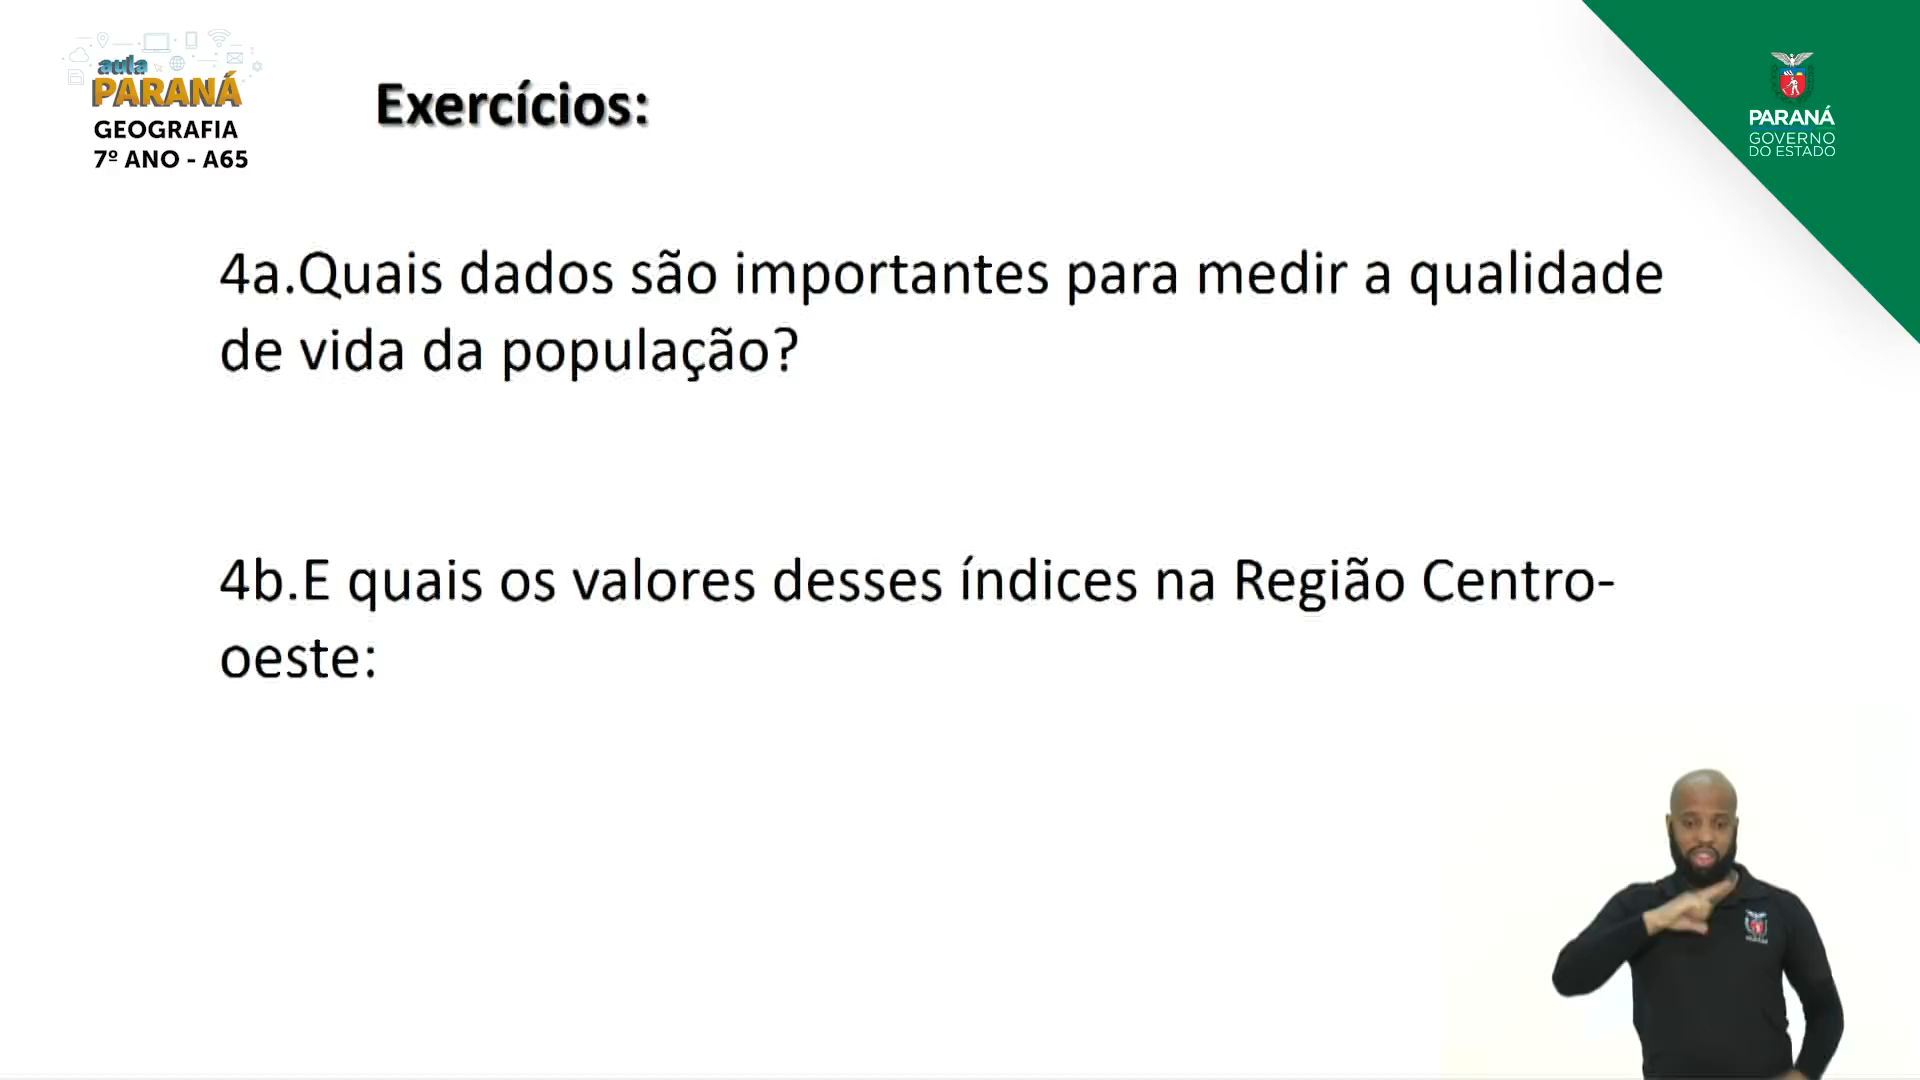 aula
PARANÁ
GEOGRAFIA
7º ANO - A65
Exercícios:
PARANÁ
GOVERNO
DO ESTADO
4a.Quais dados são importantes para medir a qualidade
de vida da população?
4b.E quais os valores desses índices na Região Centro-
oeste: